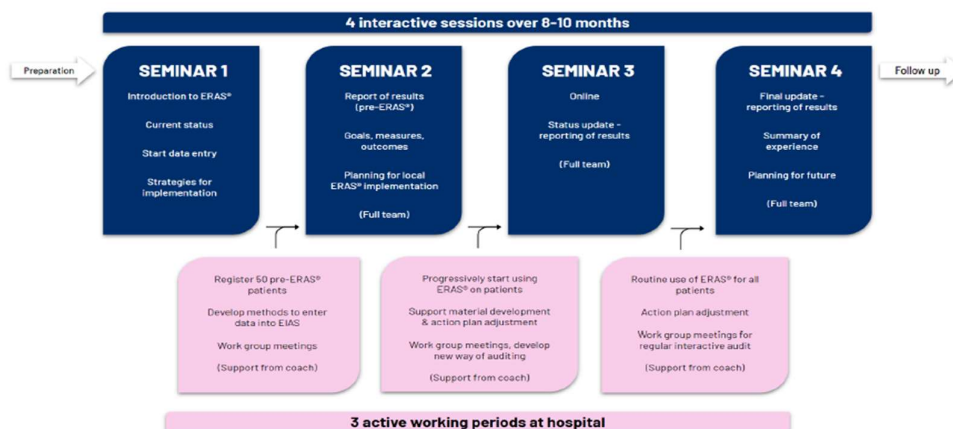 4 interactive sessions over 8-10 months
Preparation
SEMINAR 1
Introduction to ERAS®
Current status
Start data entry
Strategies for
implementation
SEMINAR 2
Report of results
(pre-ERAS®)
Goals, measures,
outcomes
Planning for local
ERAS® implementation
(Full team)
SEMINAR 3
Online
Status update -
reporting of results
(Full team)
SEMINAR 4
Final update -
reporting of results
Summary of
experience
Planning for future
(Full team)
Follow up
Register 50 pre-ERAS®
patients
Develop methods to enter
data into EIAS
Work group meetings
(Support from coach)
Progressively start using
ERAS® on patients
Support material development
& action plan adjustment
Work group meetings, develop
new way of auditing
(Support from coach)
Routine use of ERAS® for all
patients
Action plan adjustment
Work group meetings for
regular interactive audit
(Support from coach)
3 active working periods at hospital